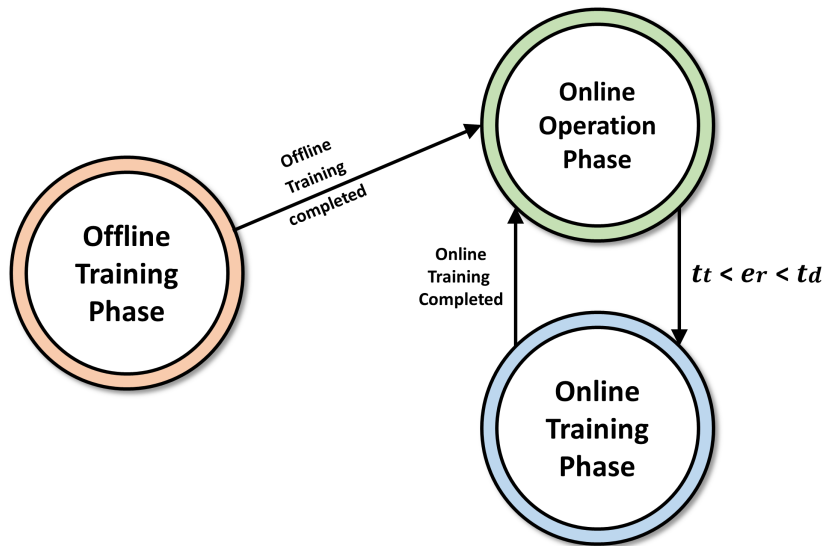 Offline
Training
Phase
Offline
Training
completed
Online
Operation
Phase
Online
Training
Completed
tt < er < td
Online
Training
Phase